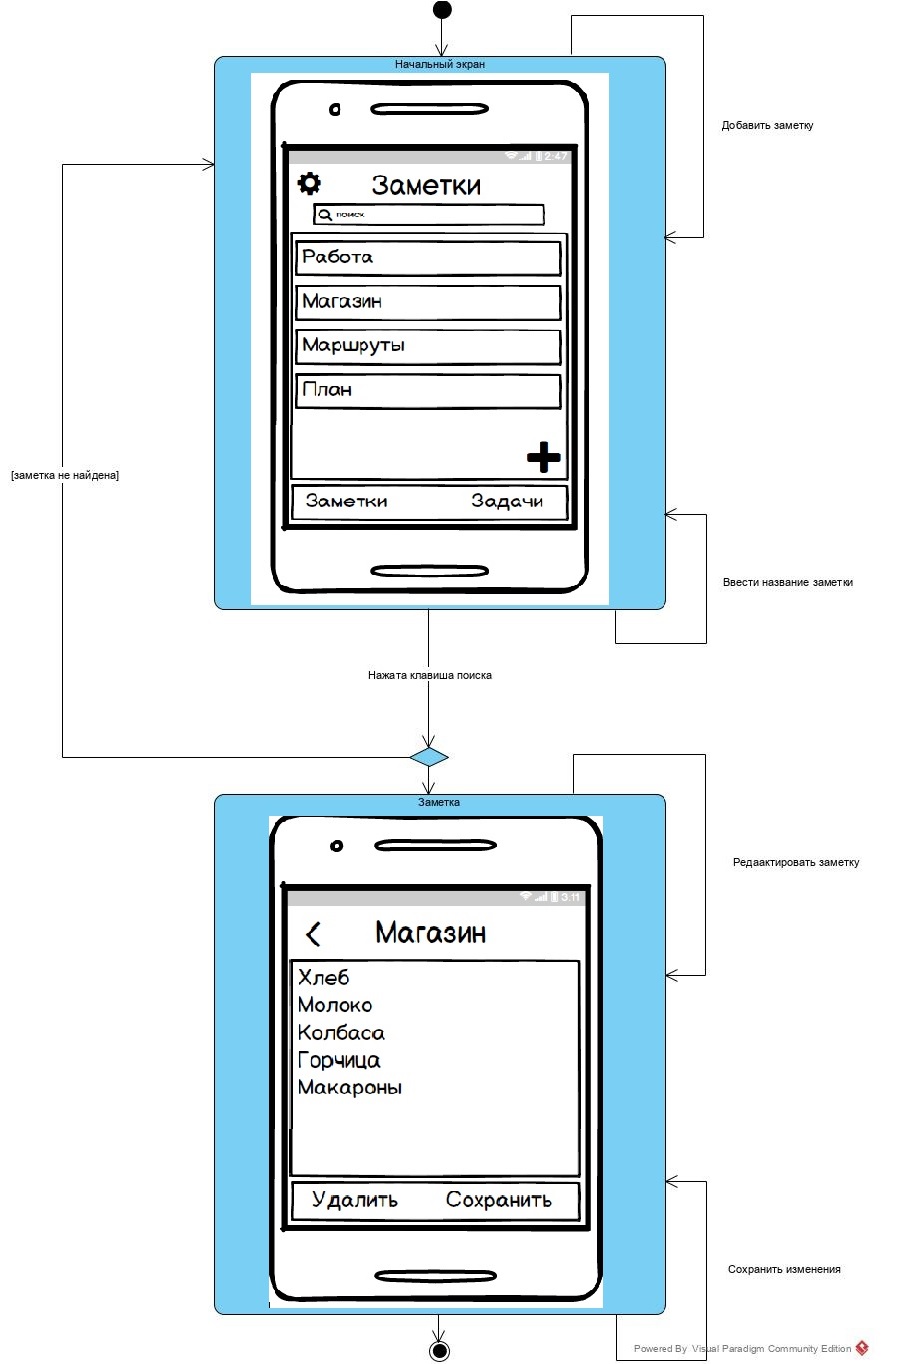 Начальный экран
Добавить заметку
2:47
Заметки
поиск
Работа
Магазин
Маршруты
План
[заметка не найдена]
Заметки Задачи
Ввести название заметки
Нажата клавиша поиска
Заметка
Редаактировать заметку
3:11
Магазин
Хлеб
Молоко
Колбаса
Горчица
Макароны
Удалить Сохранить
Сохранить изменения
Powered By Visual Paradigm Community Edition